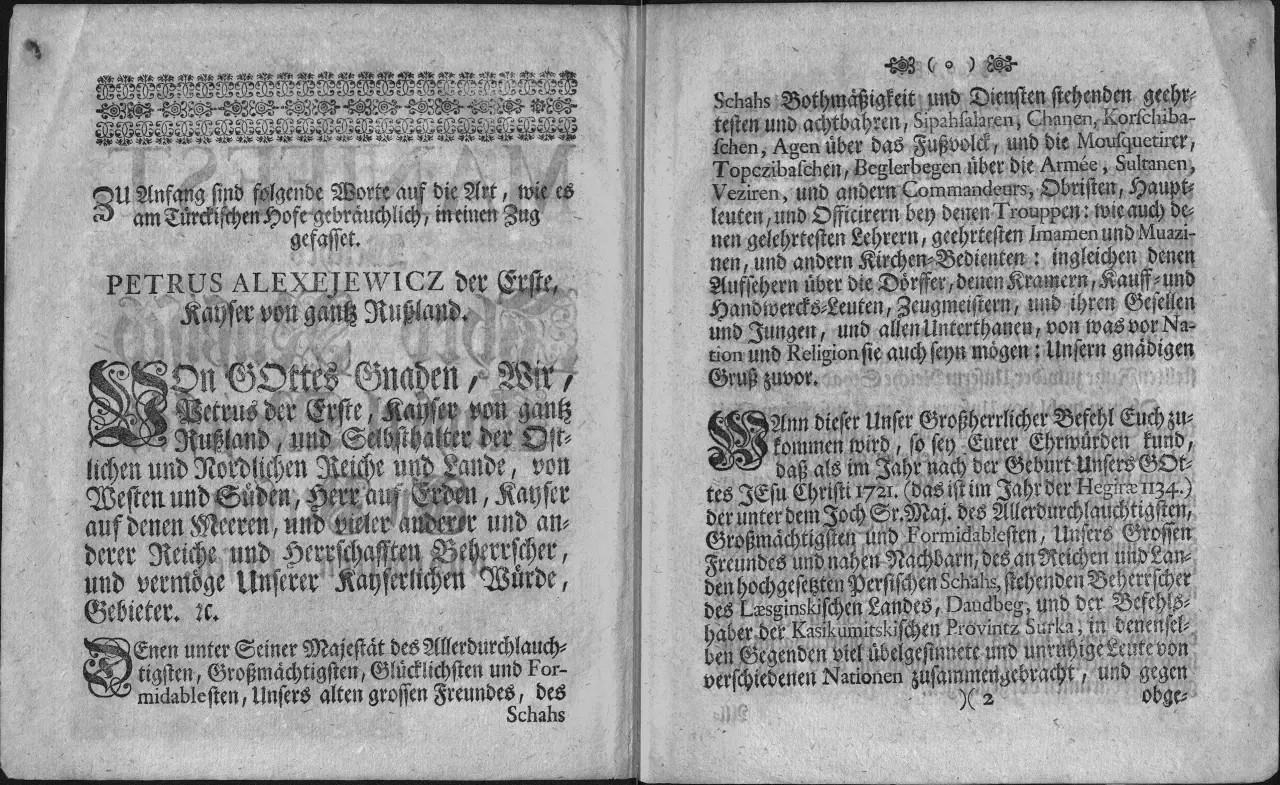 ZU Anfang sind folgende Worte auf die Art, wie es
am Türckischen Hofe gebräuchlich, in einen Zug
gefasset.
PETRUS ALEXEJEWICZ der Erste,
Kayser von gantz Rußland.
VOn GOttes Gnaden, Wir,
Petrus der Erste, Kayser von gantz
Rußland, und Selbsthalter der Ost-
lichen und Nordlichen Reiche und Lande, von
Westen und Süden, Herr auf Erden, Kayser
auf denen Meeren, und vieler anderer und an-
derer Reiche und Herrschafften Beherrscher,
und vermöge Unserer Kayserlichen Würde,
Gebieter. ꝛc.
DEnen unter Seiner Majestät des Allerdurchlauch-
tigsten, Großmächtigsten, Glücklichsten und For-
midablesten, Unsers alten grossen Freundes, des
Schahs
( o )
Schahs Bothmäßigkeit und Diensten stehenden geehr-
testen und achtbahren, Sipahsalaren, Chanen, Korschiba-
schen, Agen über das Fußvolck, und die Mousquetirer,
Topczibaschen, Beglerbegen über die Armée, Sultanen,
Veziren, und andern Commandeurs, Obristen, Haupt-
leuten, und Officirern bey denen Trouppen: wie auch de-
nen gelehrtesten Lehrern, geehrtesten Imamen und Muazi-
nen, und andern Kirchen-Bedienten: ingleichen denen
Aufsehern über die Dörffer, denen Kramern, Kauff- und
Handwercks-Leuten, Zeugmeistern, und ihren Gesellen
und Jungen, und allen Unterthanen, von was vor Na-
tion und Religion sie auch seyn mögen: Unsern gnädigen
Gruß zuvor.
WAnn dieser Unser Großherrlicher Befehl Euch zu-
kommen wird, so sey Eurer Ehrwürden kund,
daß als im Jahr nach der Geburt Unsers GOt-
tes JEsu Christi 1721. (das ist im Jahr der Hegiræ 1134.)
der unter dem Joch Sr. Maj. des Allerdurchlauchtigsten,
Großmächtigsten und Formidablesten, Unsers Grossen
Freundes und nahen Nachbarn, des an Reichen und Lan-
den hochgesetzten Persischen Schahs, stehenden Beherrscher
des Læsginskischen Landes, Daudbeg, und der Befehls-
haber der Kasikumitskischen Provintz Surka, in denensel-
ben Gegenden viel übelgesinnete und unruhige Leute von
verschiedenen Nationen zusammengebracht, und gegen
)( 2 obge-